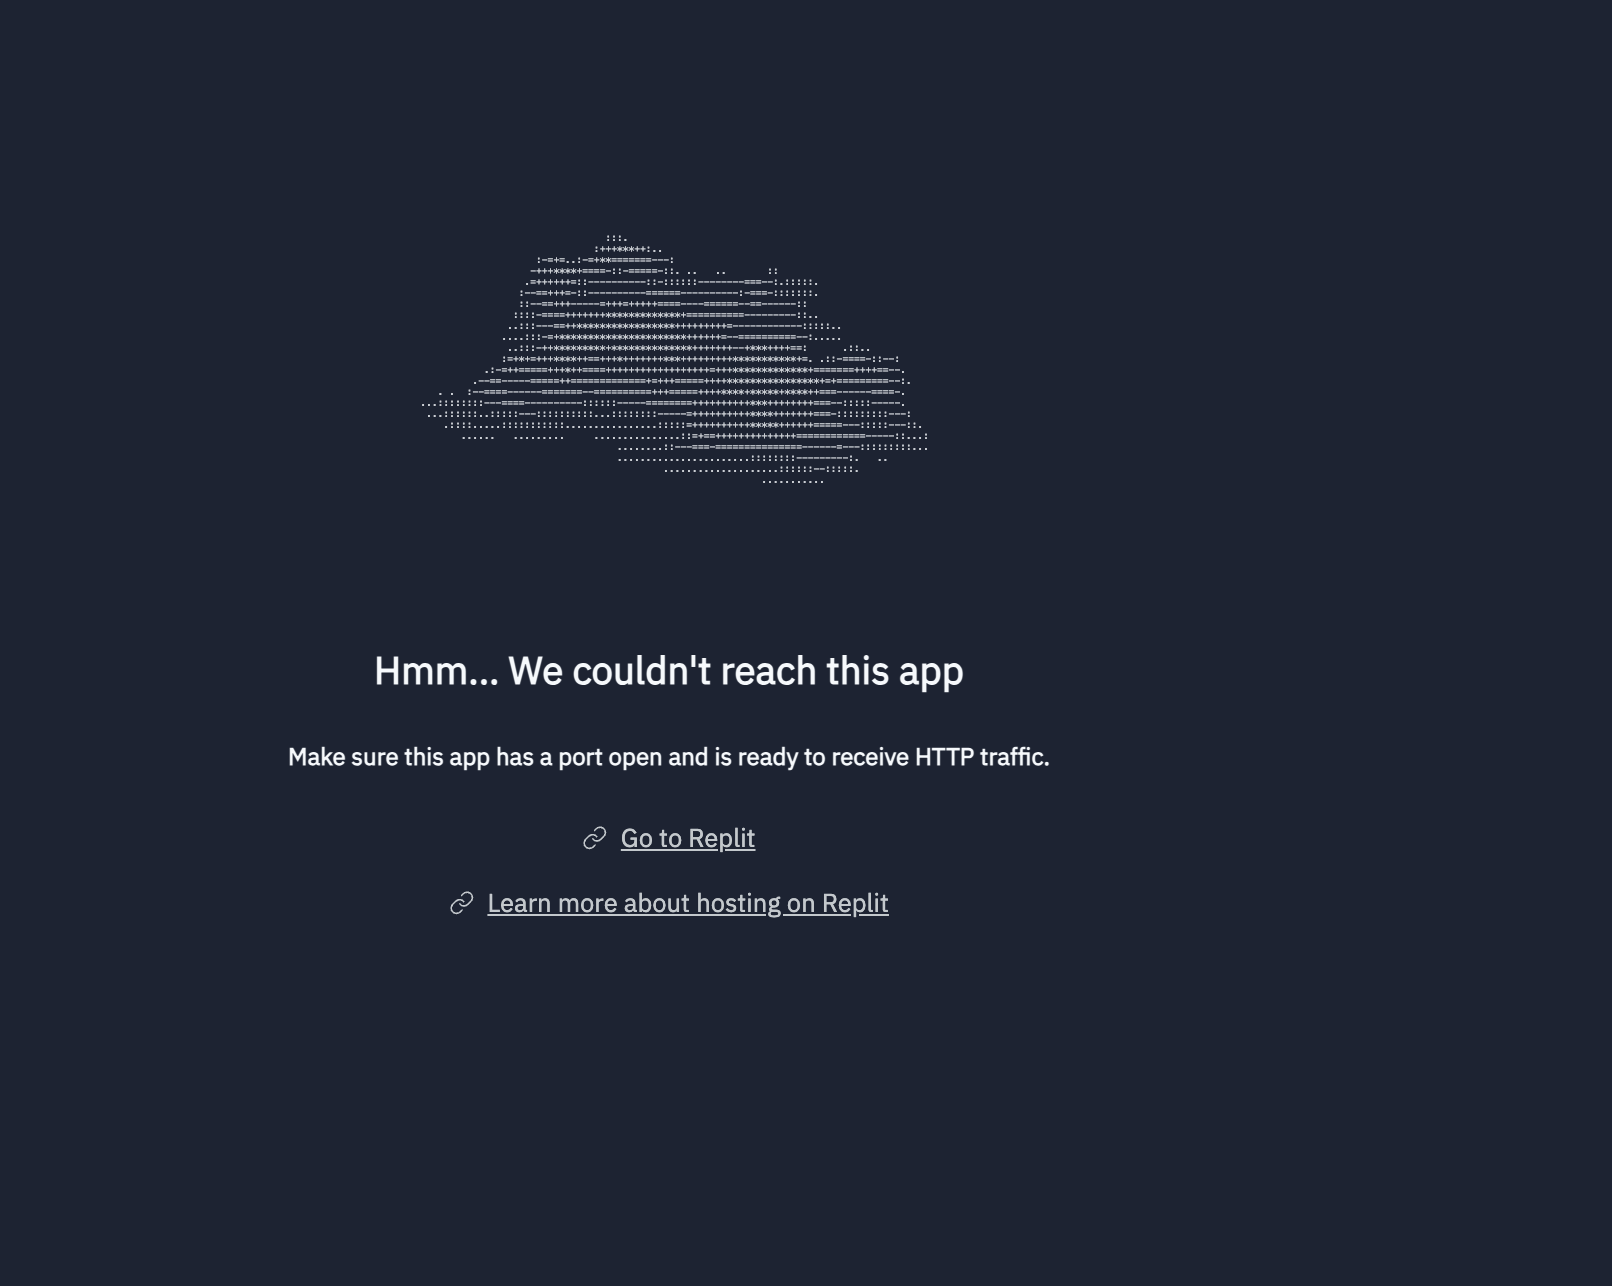 Hmm... We couldn't reach this app
Make sure this app has a port open and is ready to receive HTTP traffic.
Go to Replit
Learn more about hosting on Replit